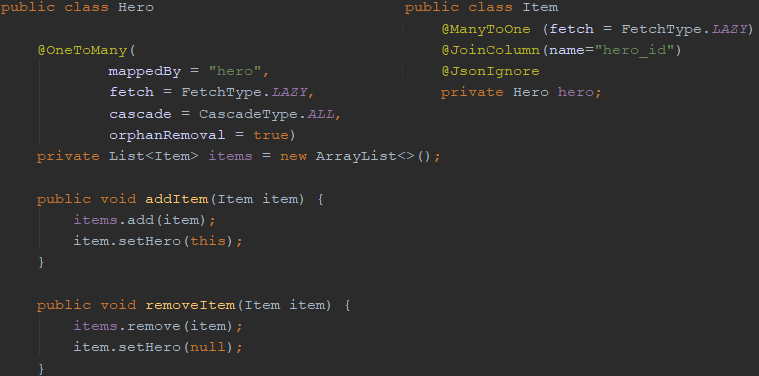 public class Hero
@OneToMany(
mappedBy = "hero",
fetch = FetchType.LAZY,
cascade = CascadeType.ALL,
orphanRemoval = true)
private List<Item> items = new ArrayList<>();
public void addItem(Item item) {
items.add(item);
item.setHero(this);
}
public void removeItem(Item item) {
items.remove(item);
item.setHero(null);
}
public class Item
@ManyToOne (fetch = FetchType.LAZY)
@JoinColumn(name="hero_id")
@JsonIgnore
private Hero hero;